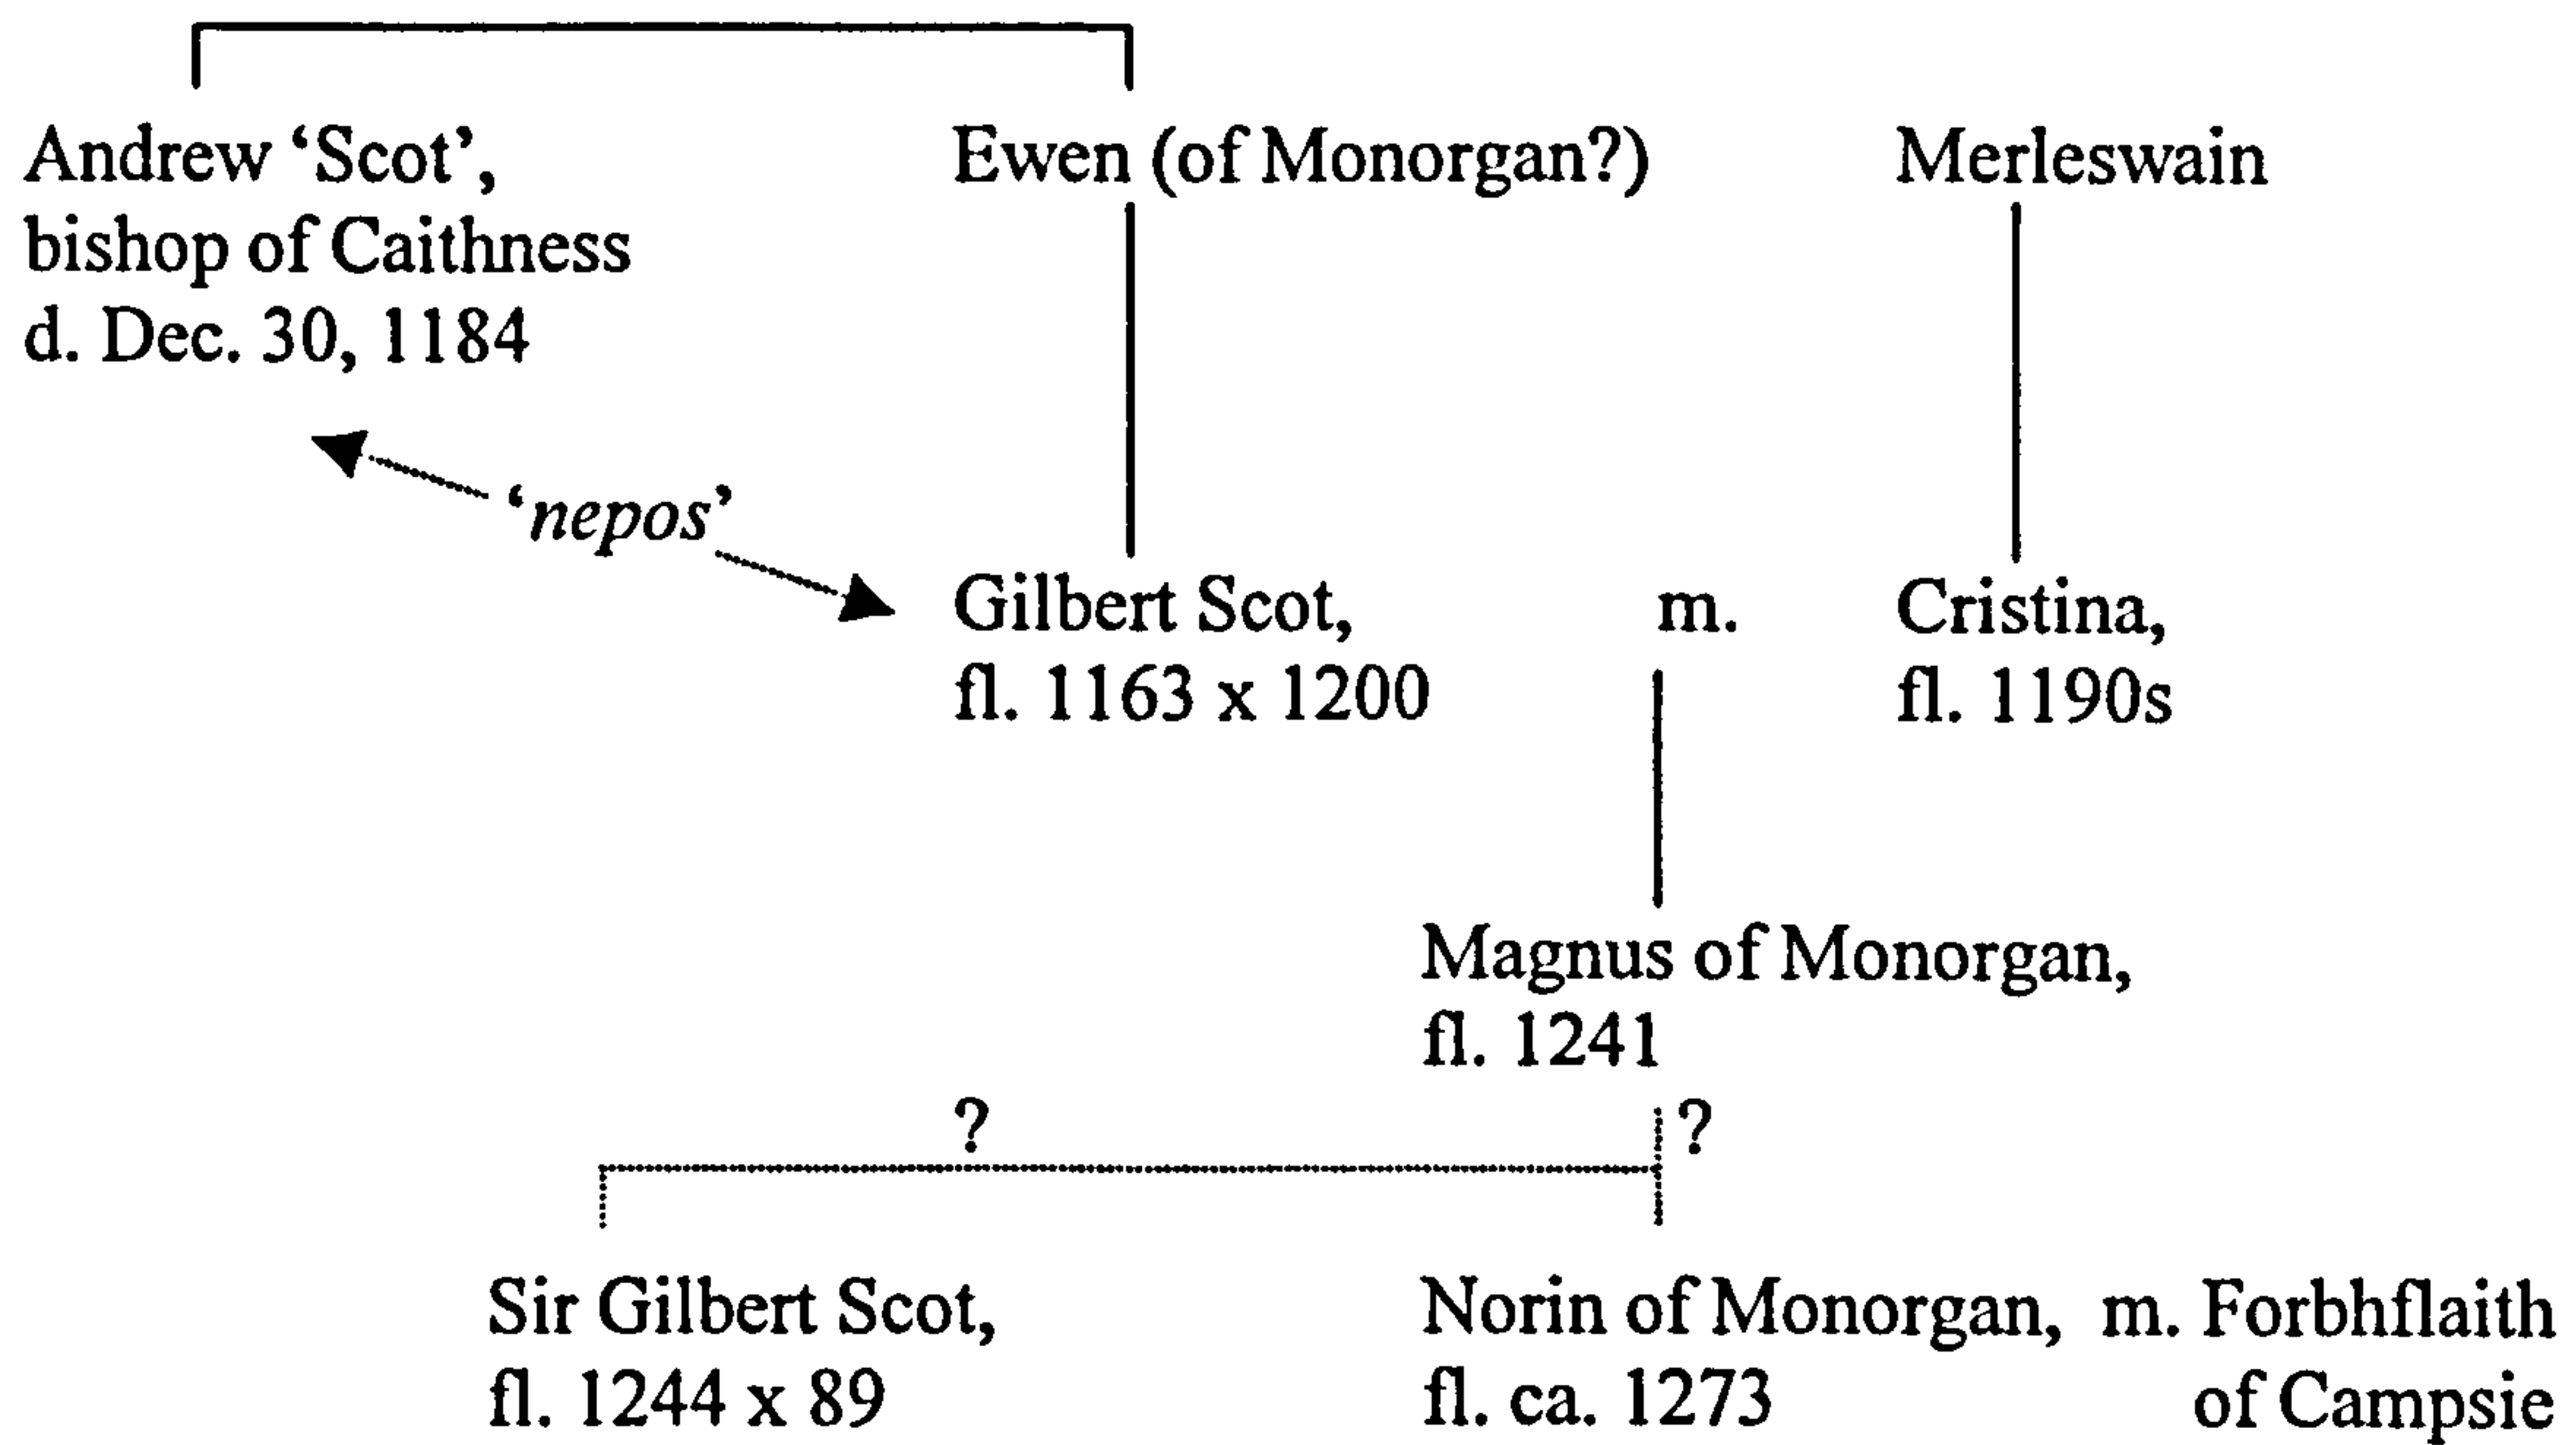 Andrew ‘Scot’,
bishop of Caithness
d. Dec. 30, 1184
Ewen (of Monorgan?)
Merleswain
‘nepos’
Gilbert Scot,
fl. 1163 x 1200
m.
Cristina,
fl. 1190s
Magnus of Monorgan,
fl. 1241
?
?
Sir Gilbert Scot,
fl. 1244 x 89
Norin of Monorgan,
fl. ca. 1273
m. Forbhflaith
of Campsie